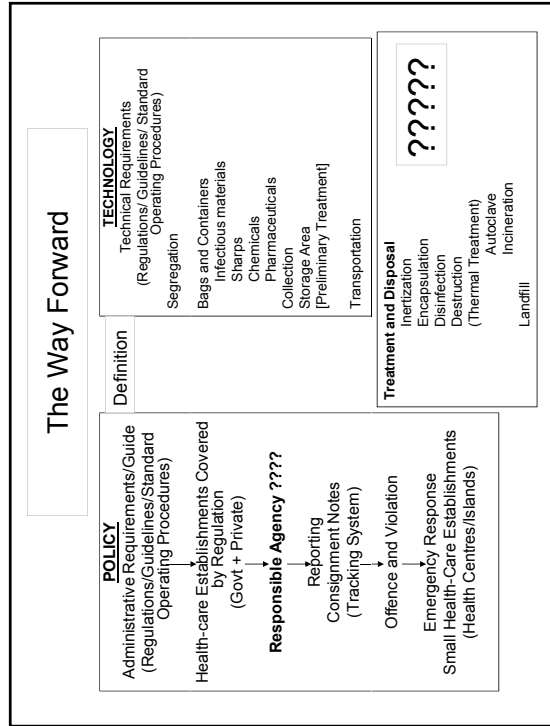 The Way Forward
Definition
POLICY
Administrative Requirements/Guide
(Regulations/Guidelines/Standard
Operating Procedures)
Health-care Establishments Covered
by Regulation
(Govt + Private)
Responsible Agency ????
Reporting
Consignment Notes
(Tracking System)
Offence and Violation
Emergency Response
Small Health-Care Establishments
(Health Centres/Islands)
TECHNOLOGY
Technical Requirements
(Regulations/ Guidelines/ Standard
Operating Procedures)
Segregation
Bags and Containers
Infectious materials
Sharps
Chemicals
Pharmaceuticals
Collection
Storage Area
[Preliminary Treatment]
Transportation
Treatment and Disposal
Inertization
Encapsulation
Disinfection
Destruction
(Thermal Treatment)
Autoclave
Incineration
Landfill
??????